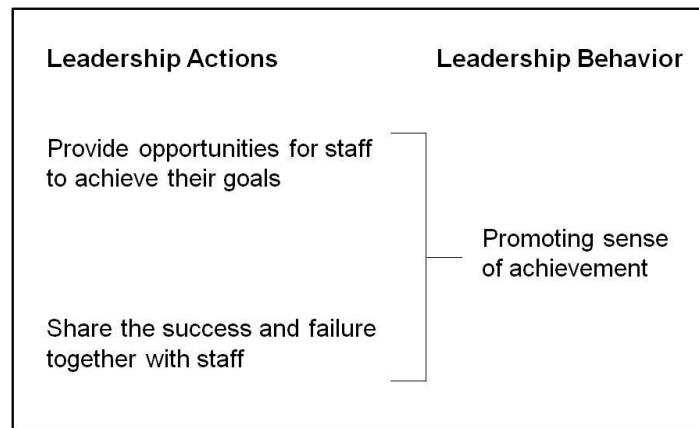 Leadership Actions
Leadership Behavior
Provide opportunities for staff
to achieve their goals
Promoting sense
of achievement
Share the success and failure
together with staff